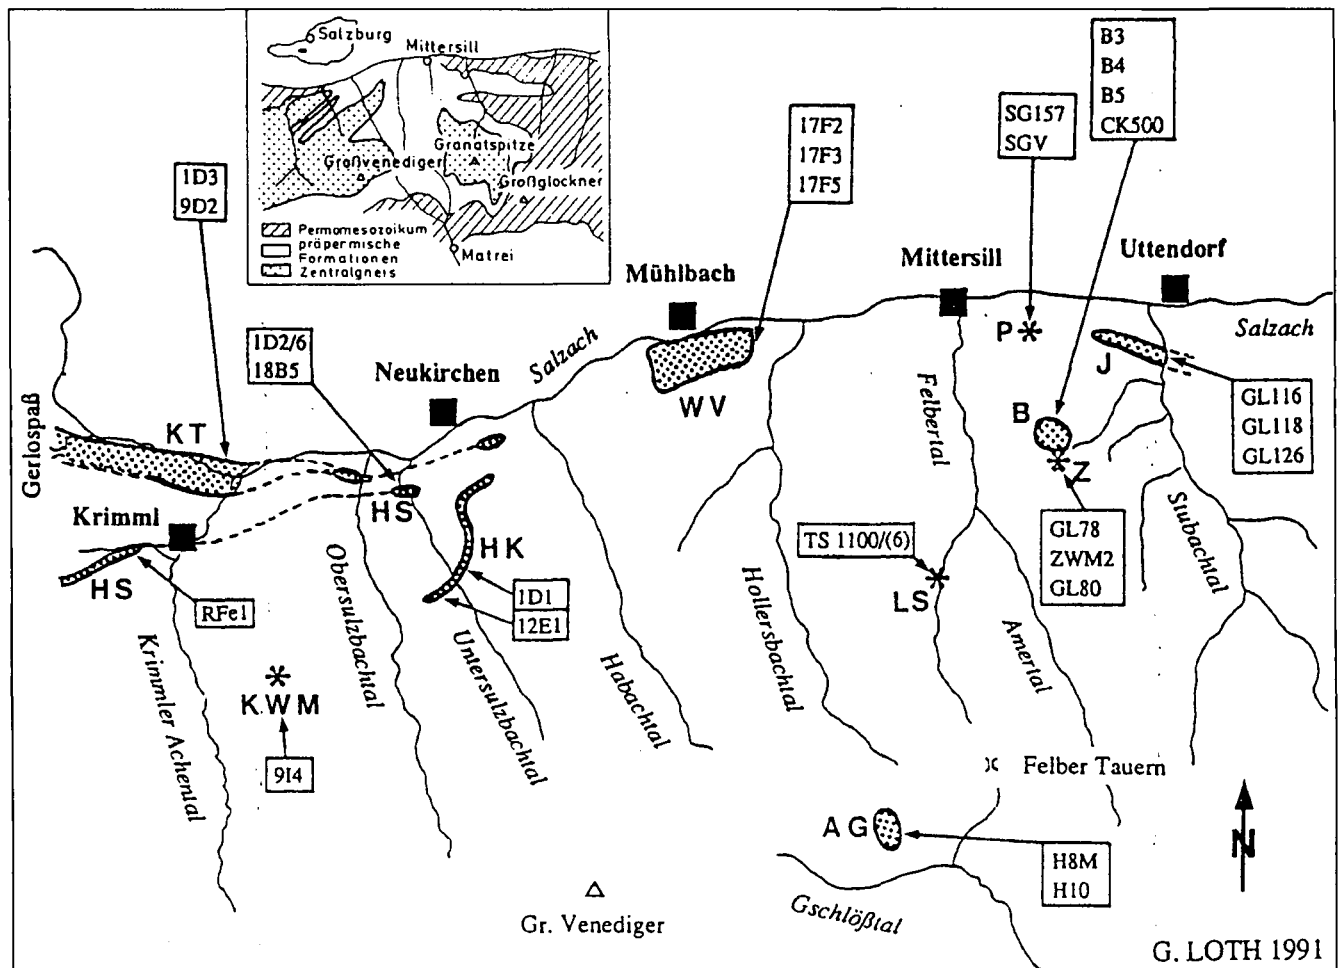 Salzburg
Mittersill
Granatspitze
Großvenediger
Großglockner
Permomesozoikum
präpermische
Formationen
Zentralgneis
Matrei
B3
B4
B5
CK500
SG157
SGV
17F2
17F3
17F5
1D3
9D2
Mühlbach
Mittersill
Uttendorf
1D2/6
18B5
Neukirchen
Salzach
P
Salzach
J
WV
B
Z
GL116
GL118
GL126
Gerlospaß
KT
Krimml
HS
HS
HK
RFe1
1D1
12E1
Felbertal
TS 1100/(6)
LS
GL78
ZWM2
GL80
Stubachtal
Krimmler Achental
Obersulzbachtal
Untersulzbachtal
Habachtal
Hollersbachtal
Amertal
KWM
9I4
Felber Tauern
AG
H8M
H10
N
Gr. Venediger
Gschlößtal
G. LOTH 1991